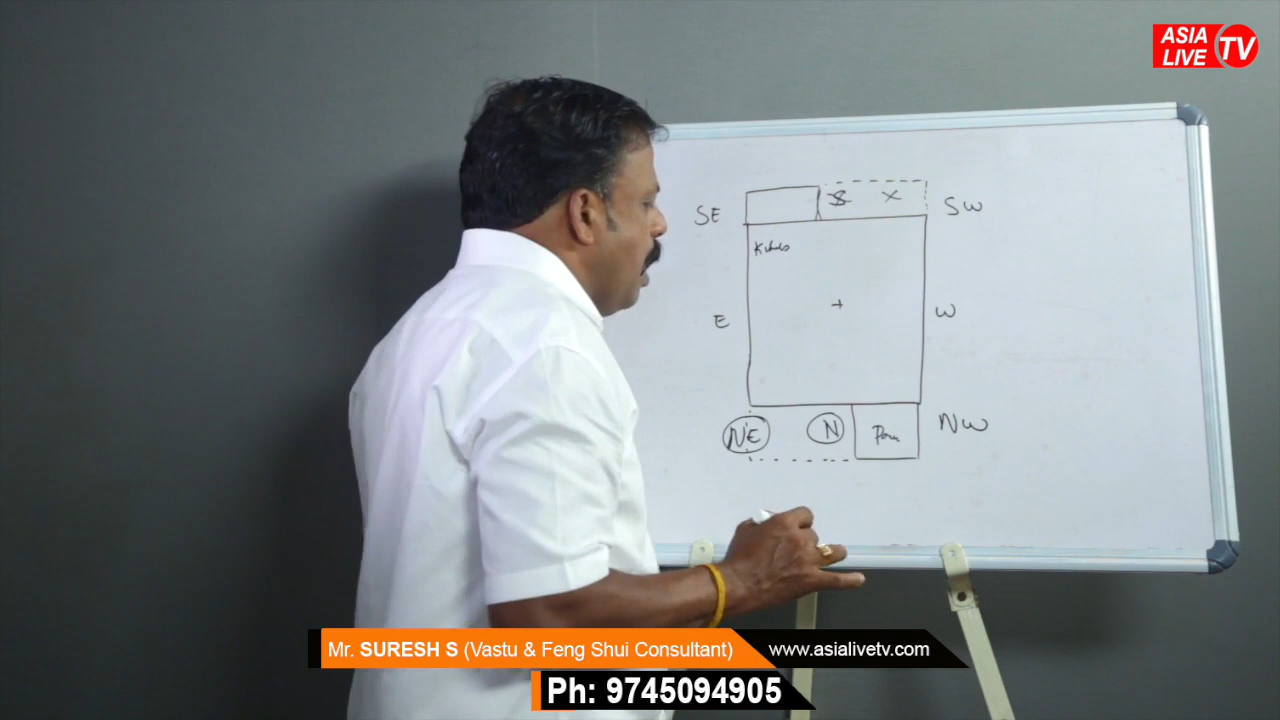 ASIA
LIVE
TV
S X
SE
SW
E
W
NE
N
NW
Mr. SURESH S (Vastu & Feng Shui Consultant)
www.asialivetv.com
Ph: 9745094905